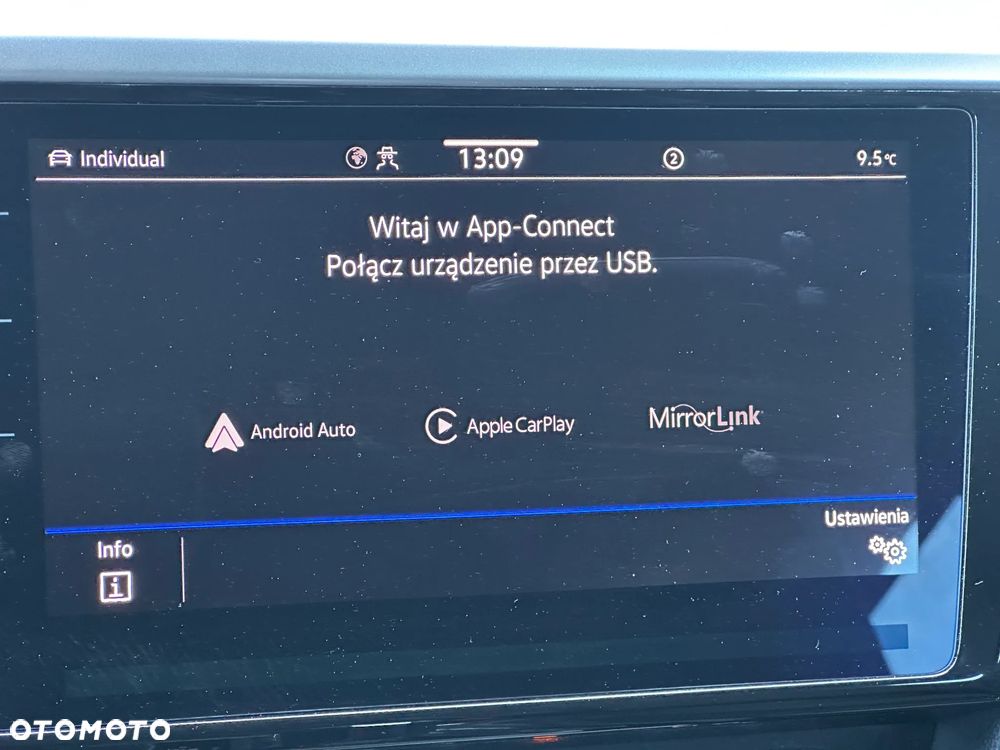 Individual 13:09 2 9.5°C
Witaj w App-Connect
Połącz urządzenie przez USB.
Android Auto Apple CarPlay MirrorLink
Ustawienia
Info
i
OTOMOTO